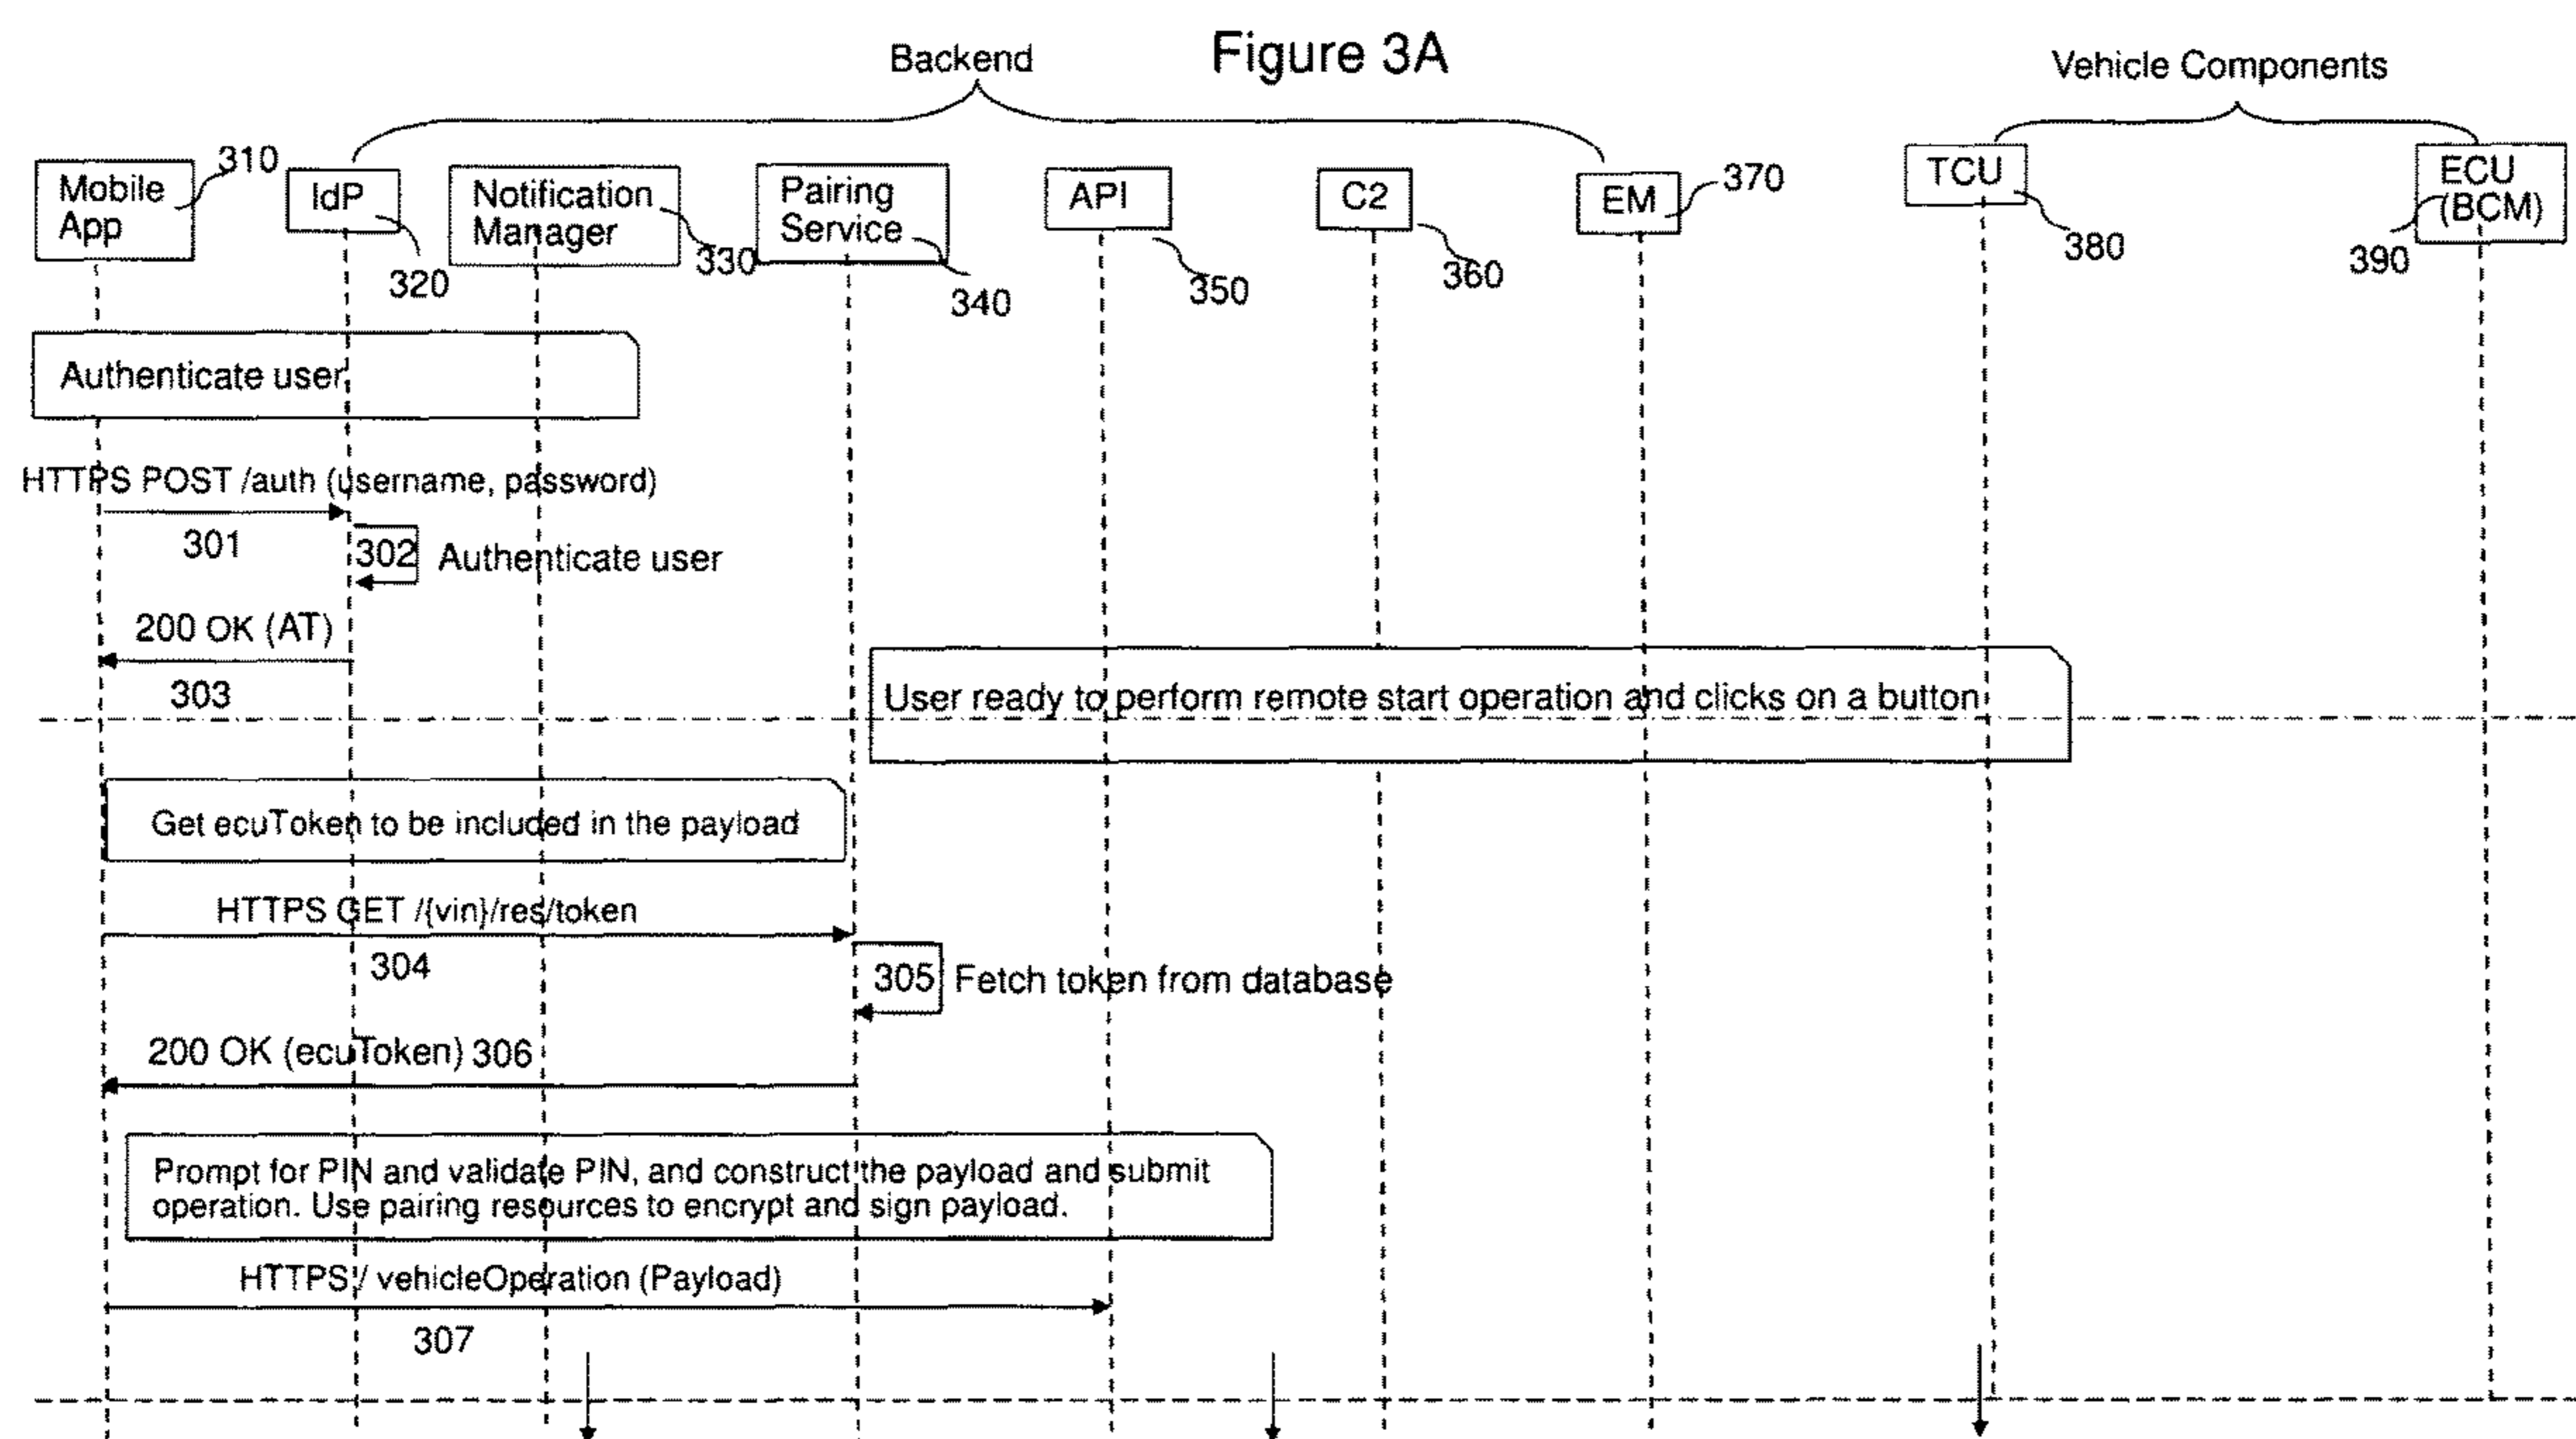 Figure 3A
Backend
Vehicle Components
Mobile
App
310
IdP
320
Notification
Manager
330
Pairing
Service
340
API
350
C2
360
EM
370
TCU
380
ECU
(BCM)
390
Authenticate user
HTTPS POST /auth (username, password)
301
302
Authenticate user
200 OK (AT)
303
User ready to perform remote start operation and clicks on a button
Get ecuToken to be included in the payload
HTTPS GET /{vin}/res/token
304
305
Fetch token from database
200 OK (ecuToken) 306
Prompt for PIN and validate PIN, and construct the payload and submit
operation. Use pairing resources to encrypt and sign payload.
HTTPS / vehicleOperation (Payload)
307